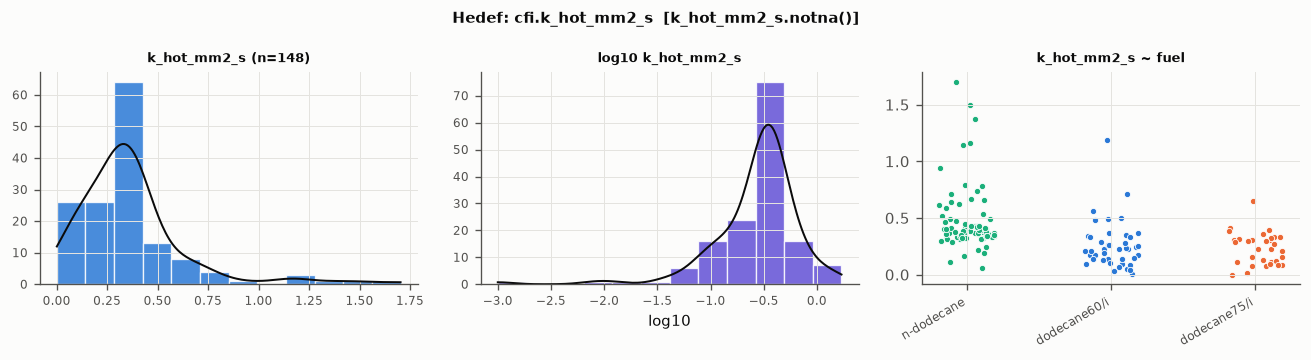 Hedef: cfi.k_hot_mm2_s [k_hot_mm2_s.notna()]
k_hot_mm2_s (n=148)
60
50
40
30
20
10
0
0.00 0.25 0.50 0.75 1.00 1.25 1.50 1.75
log10 k_hot_mm2_s
70
60
50
40
30
20
10
0
−3.0 −2.5 −2.0 −1.5 −1.0 −0.5 0.0
log10
k_hot_mm2_s ~ fuel
1.5
1.0
0.5
0.0
n-dodecane
dodecane60/i
dodecane75/i